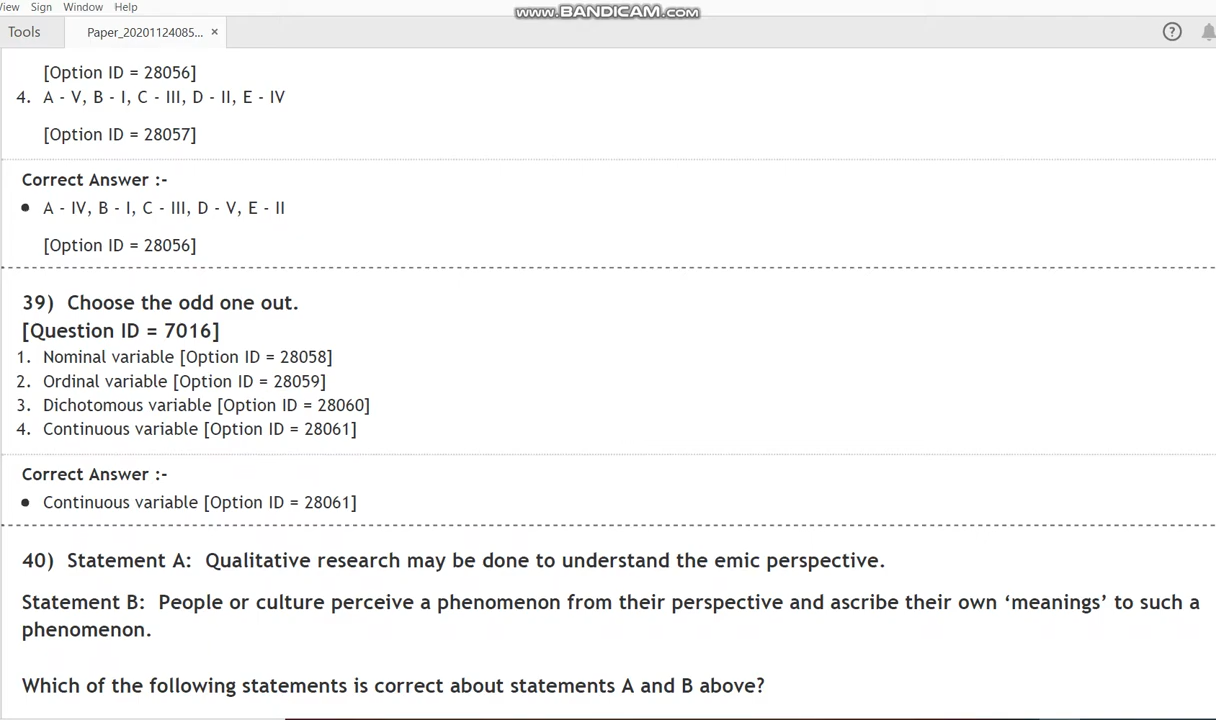 View Sign Window Help
www.BANDICAM.com
Tools Paper_20201124085... × ?
[Option ID = 28056]
4. A - V, B - I, C - III, D - II, E - IV
[Option ID = 28057]
Correct Answer :-
• A - IV, B - I, C - III, D - V, E - II
[Option ID = 28056]
39) Choose the odd one out.
[Question ID = 7016]
1. Nominal variable [Option ID = 28058]
2. Ordinal variable [Option ID = 28059]
3. Dichotomous variable [Option ID = 28060]
4. Continuous variable [Option ID = 28061]
Correct Answer :-
• Continuous variable [Option ID = 28061]
40) Statement A: Qualitative research may be done to understand the emic perspective.
Statement B: People or culture perceive a phenomenon from their perspective and ascribe their own ‘meanings’ to such a
phenomenon.
Which of the following statements is correct about statements A and B above?